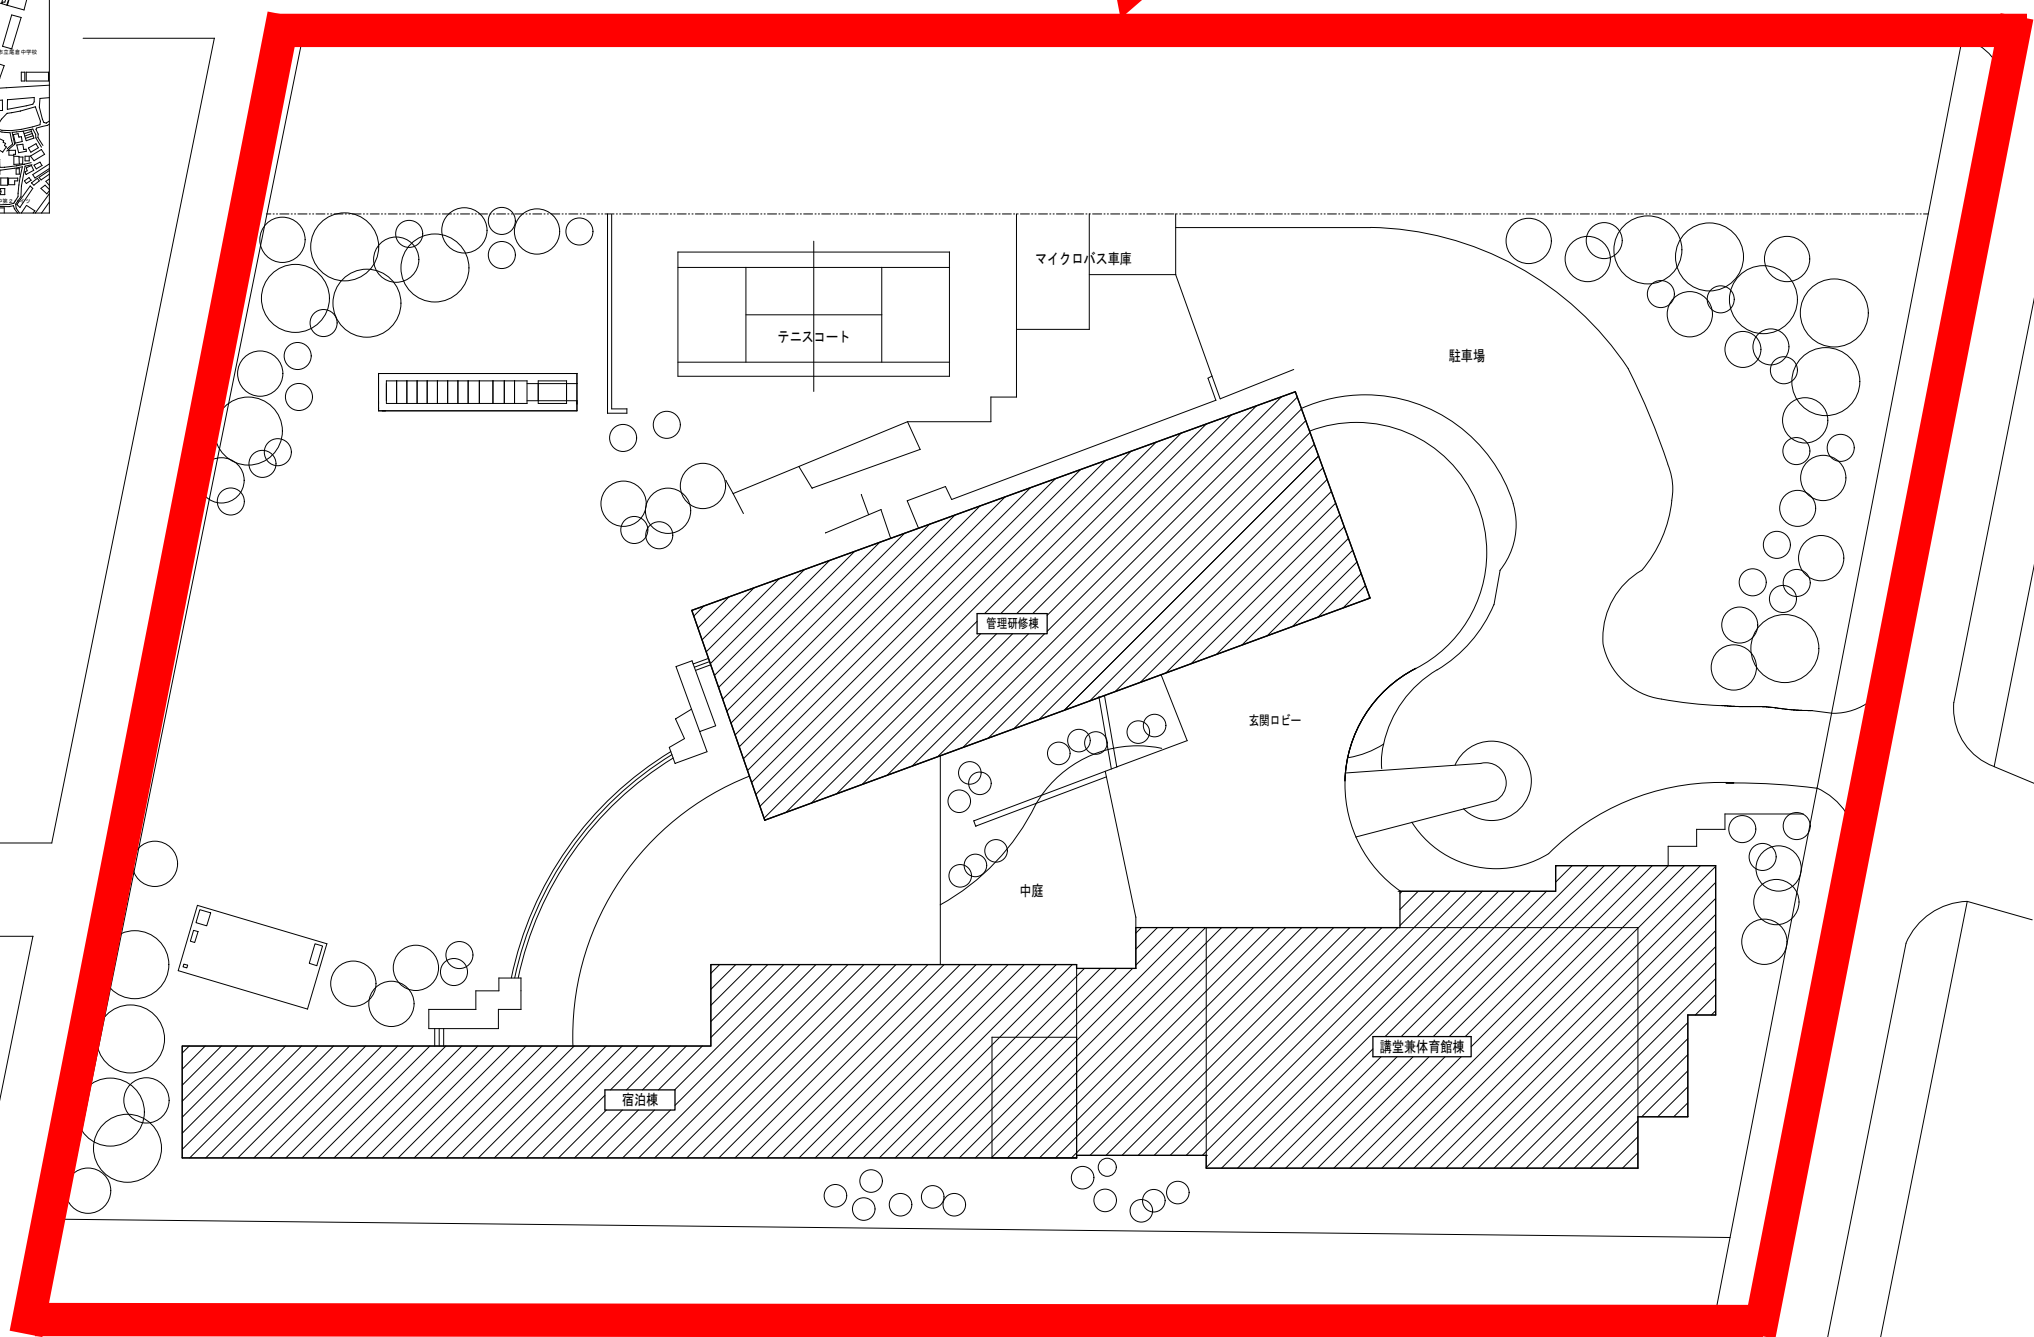 マイクロバス車庫
テニスコート
駐車場
管理研修棟
玄関ロビー
中庭
講堂兼体育館棟
宿泊棟